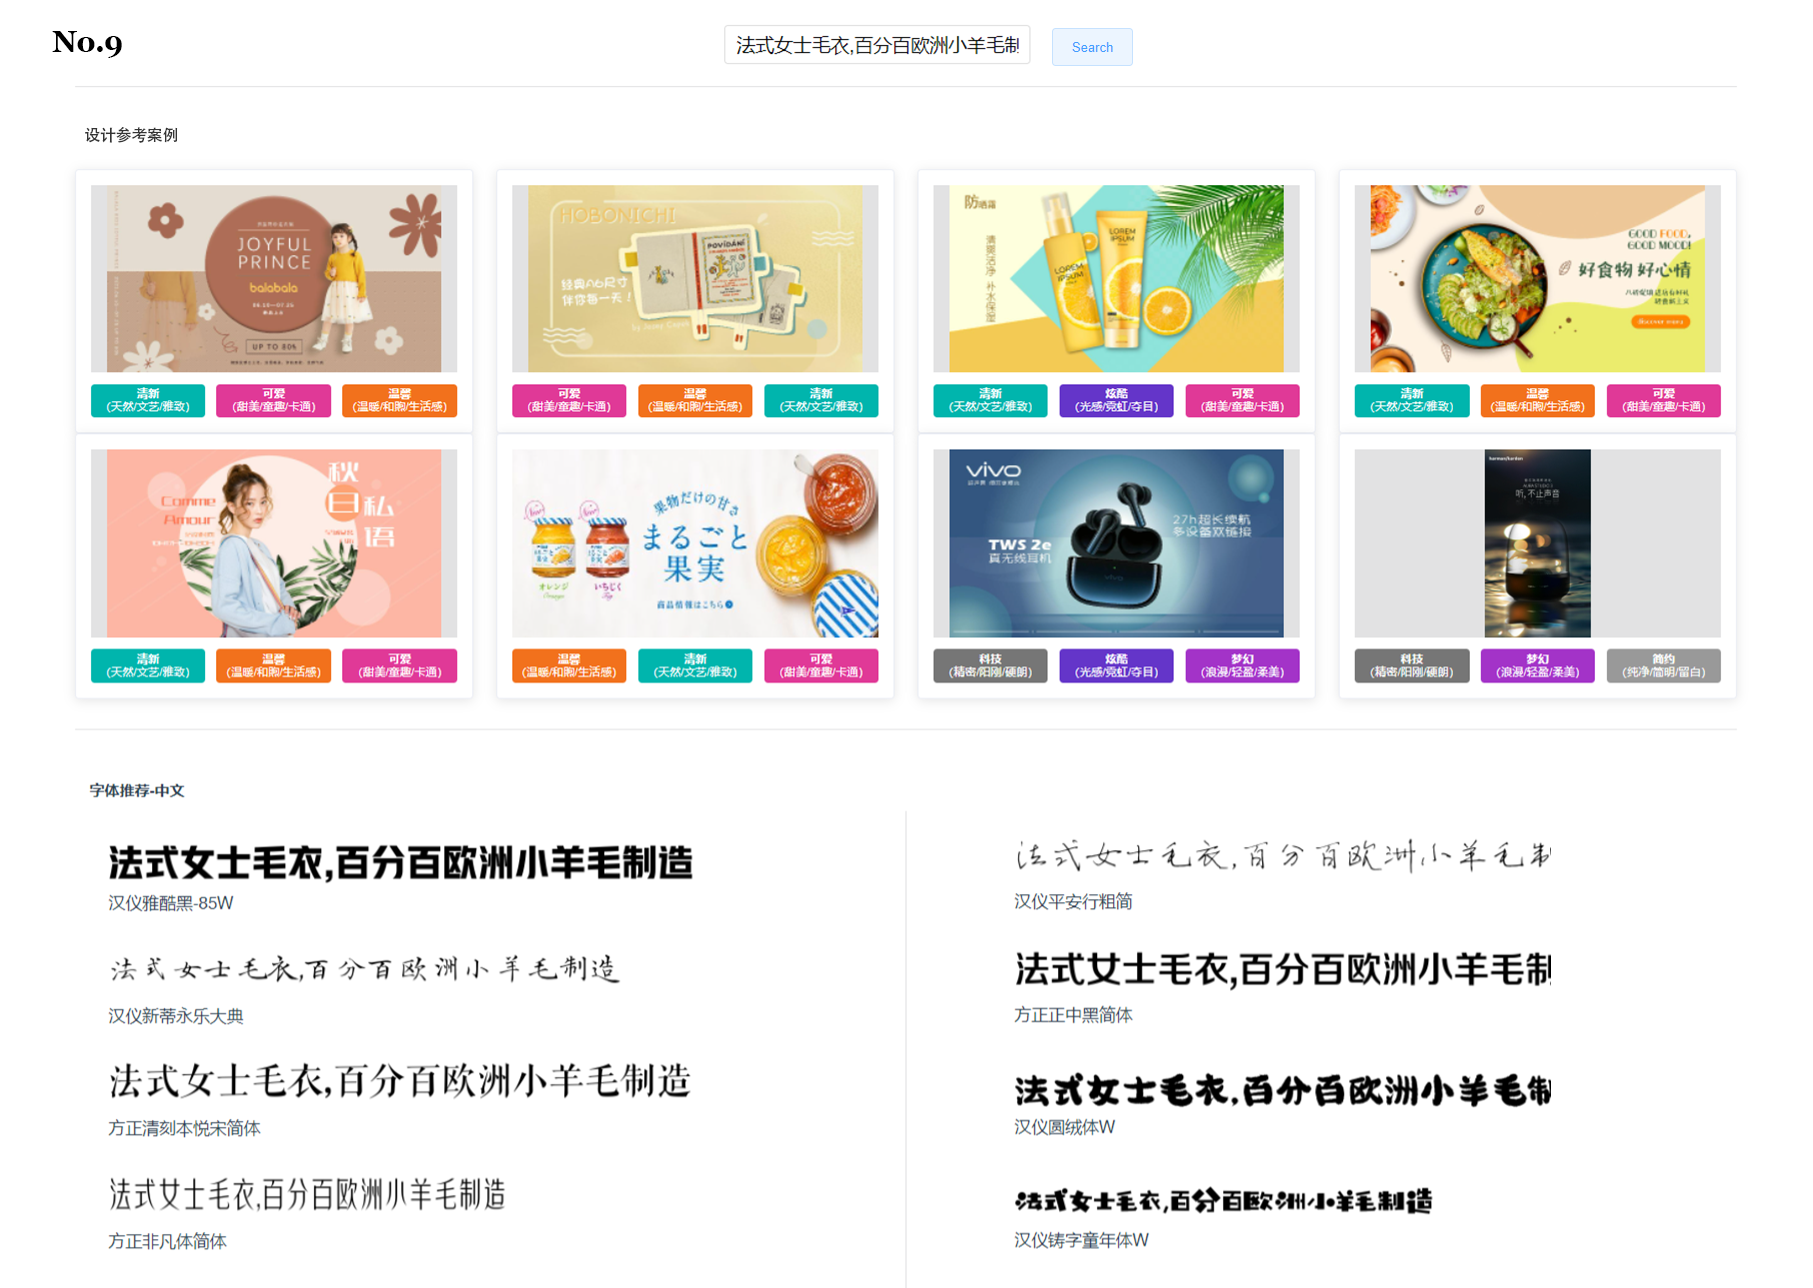 No.9
法式女士毛衣,百分百欧洲小羊毛制
Search
设计参考案例
JOYFUL
PRINCE
balabala
UP TO 80%
HOBONICHI
POVÍDÁNÍ
经典A6尺寸
伴你每一天！
防晒霜
清爽洁净 补水保湿
LOREM
IPSUM
LOREM
IPSUM
GOOD FOOD,
GOOD MOOD!
好食物 好心情
清新
(天然/文艺/雅致)
可爱
(甜美/童趣/卡通)
温馨
(温暖/和煦/生活感)
可爱
(甜美/童趣/卡通)
温馨
(温暖/和煦/生活感)
清新
(天然/文艺/雅致)
清新
(天然/文艺/雅致)
炫酷
(光感/霓虹/夺目)
可爱
(甜美/童趣/卡通)
清新
(天然/文艺/雅致)
温馨
(温暖/和煦/生活感)
可爱
(甜美/童趣/卡通)
秋日私语
Comme
Amour
果物だけの甘さ
まるごと
果実
オレンジ
いちじく
商品情報はこちら
vivo
TWS 2e
真无线耳机
27h超长续航
多设备双链接
harman/kardon
听,不止声音
清新
(天然/文艺/雅致)
温馨
(温暖/和煦/生活感)
可爱
(甜美/童趣/卡通)
温馨
(温暖/和煦/生活感)
清新
(天然/文艺/雅致)
可爱
(甜美/童趣/卡通)
科技
(精密/阳刚/硬朗)
炫酷
(光感/霓虹/夺目)
梦幻
(浪漫/轻盈/柔美)
科技
(精密/阳刚/硬朗)
梦幻
(浪漫/轻盈/柔美)
简约
(纯净/简明/留白)
字体推荐-中文
法式女士毛衣,百分百欧洲小羊毛制造
汉仪雅酷黑-85W
法式女士毛衣,百分百欧洲小羊毛制造
汉仪新蒂永乐大典
法式女士毛衣,百分百欧洲小羊毛制造
方正清刻本悦宋简体
法式女士毛衣,百分百欧洲小羊毛制造
方正非凡体简体
法式女士毛衣,百分百欧洲小羊毛制
汉仪平安行粗简
法式女士毛衣,百分百欧洲小羊毛制
方正正中黑简体
法式女士毛衣,百分百欧洲小羊毛制
汉仪圆绒体W
法式女士毛衣,百分百欧洲小羊毛制造
汉仪铸字童年体W